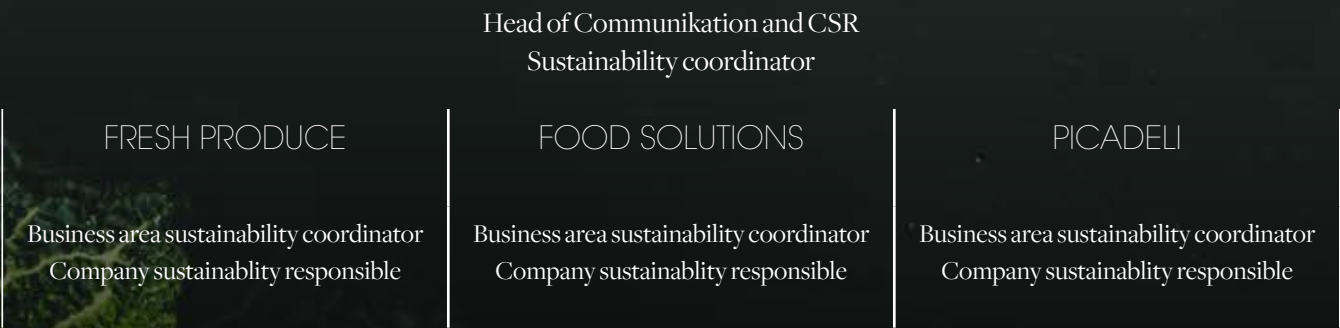 Head of Communikation and CSR
Sustainability coordinator
FRESH PRODUCE
Business area sustainability coordinator
Company sustainablity responsible
FOOD SOLUTIONS
Business area sustainability coordinator
Company sustainablity responsible
PICADELI
Business area sustainability coordinator
Company sustainablity responsible